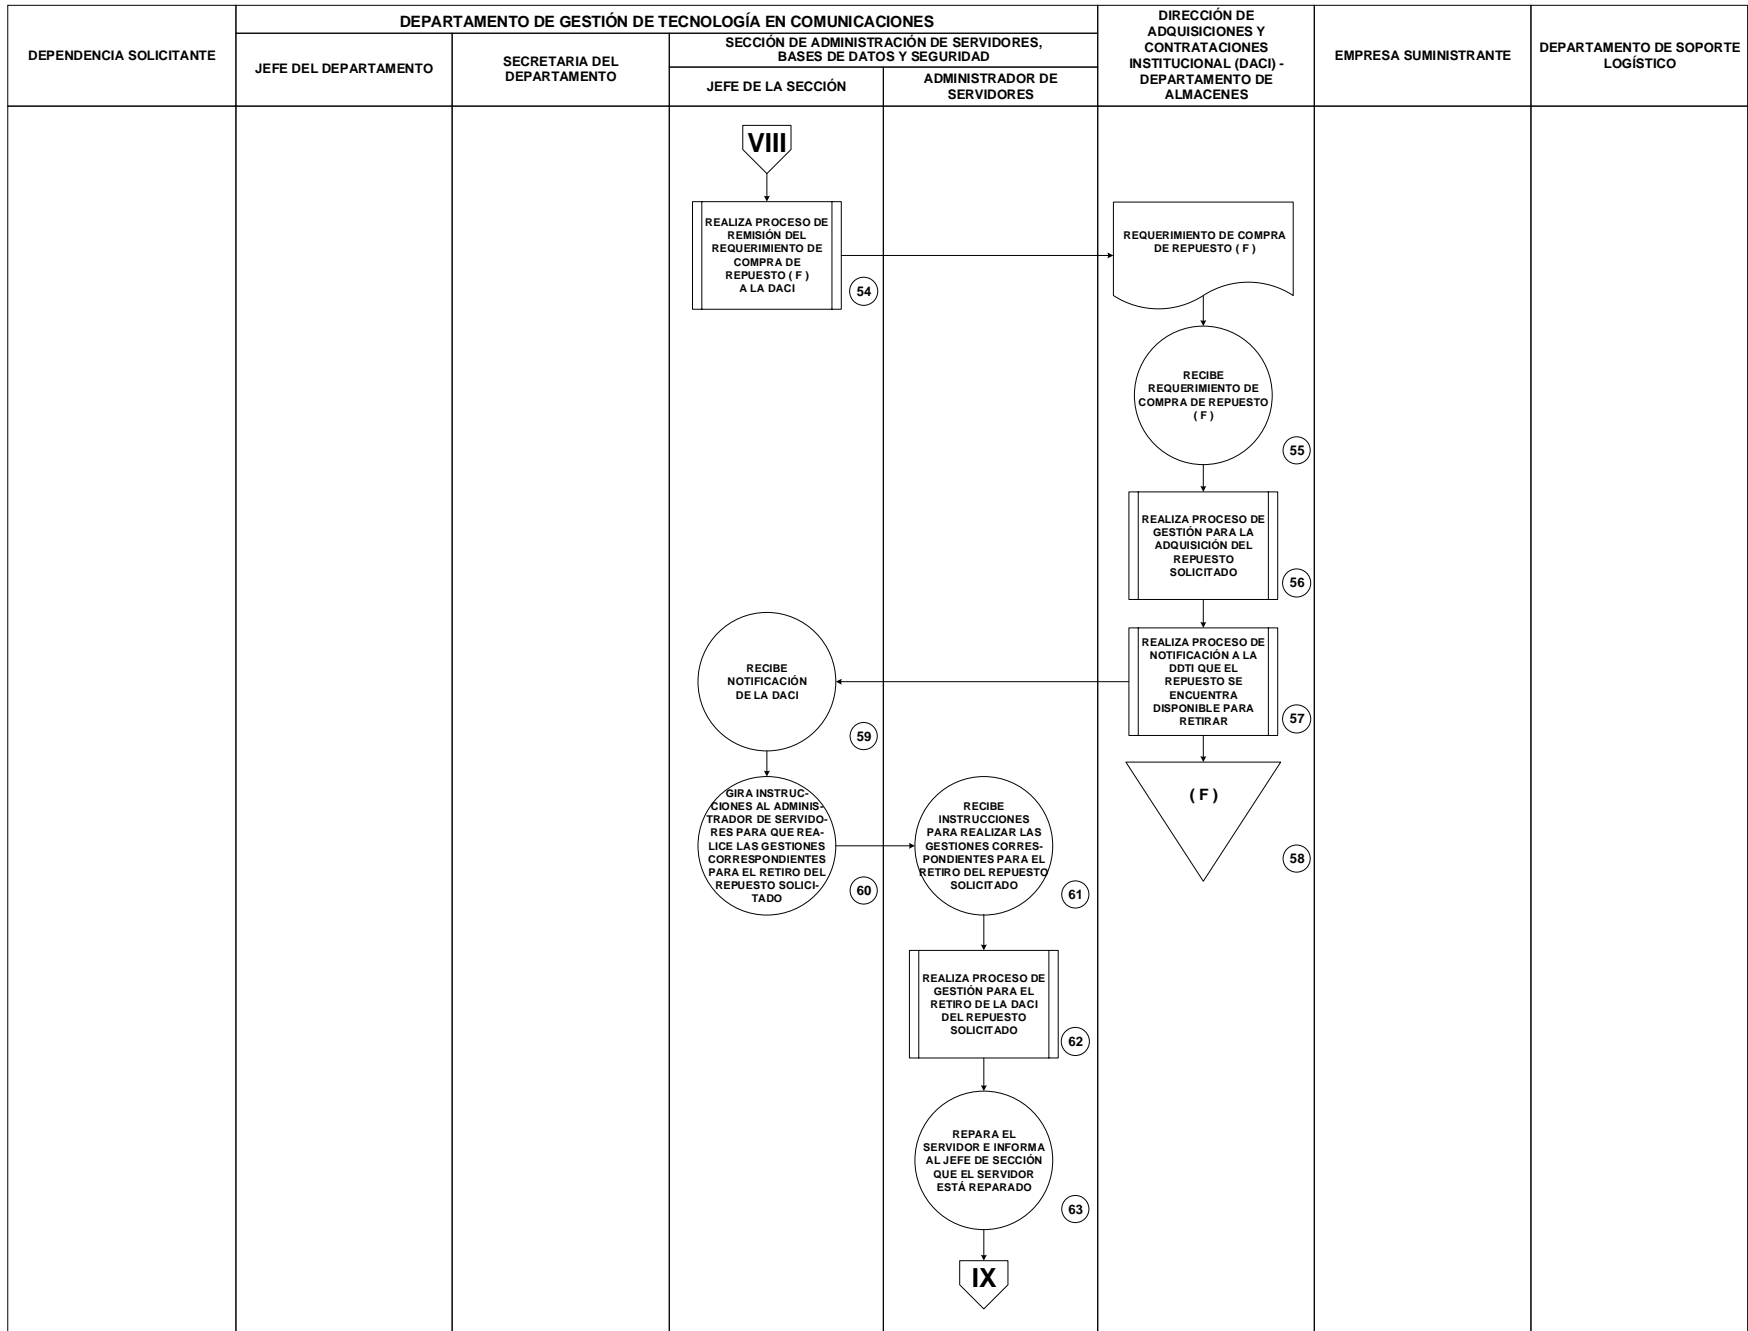 DEPENDENCIA SOLICITANTE
DEPARTAMENTO DE GESTIÓN DE TECNOLOGÍA EN COMUNICACIONES
JEFE DEL DEPARTAMENTO
SECRETARIA DEL
DEPARTAMENTO
SECCIÓN DE ADMINISTRACIÓN DE SERVIDORES,
BASES DE DATOS Y SEGURIDAD
JEFE DE LA SECCIÓN
ADMINISTRADOR DE
SERVIDORES
DIRECCIÓN DE
ADQUISICIONES Y
CONTRATACIONES
INSTITUCIONAL (DACI) -
DEPARTAMENTO DE
ALMACENES
EMPRESA SUMINISTRANTE
DEPARTAMENTO DE SOPORTE
LOGÍSTICO
VIII
REALIZA PROCESO DE
REMISIÓN DEL
REQUERIMIENTO DE
COMPRA DE
REPUESTO ( F )
A LA DACI
54
REQUERIMIENTO DE COMPRA
DE REPUESTO ( F )
RECIBE
REQUERIMIENTO DE
COMPRA DE REPUESTO
( F )
55
REALIZA PROCESO DE
GESTIÓN PARA LA
ADQUISICIÓN DEL
REPUESTO
SOLICITADO
56
REALIZA PROCESO DE
NOTIFICACIÓN A LA
DDTI QUE EL
REPUESTO SE
ENCUENTRA
DISPONIBLE PARA
RETIRAR
57
( F )
58
RECIBE
NOTIFICACIÓN
DE LA DACI
59
GIRA INSTRUC-
CIONES AL ADMINIS-
TRADOR DE SERVIDO-
RES PARA QUE REA-
LICE LAS GESTIONES
CORRESPONDIENTES
PARA EL RETIRO DEL
REPUESTO SOLICI-
TADO
60
RECIBE
INSTRUCCIONES
PARA REALIZAR LAS
GESTIONES CORRES-
PONDIENTES PARA EL
RETIRO DEL REPUESTO
SOLICITADO
61
REALIZA PROCESO DE
GESTIÓN PARA EL
RETIRO DE LA DACI
DEL REPUESTO
SOLICITADO
62
REPARA EL
SERVIDOR E INFORMA
AL JEFE DE SECCIÓN
QUE EL SERVIDOR
ESTÁ REPARADO
63
IX